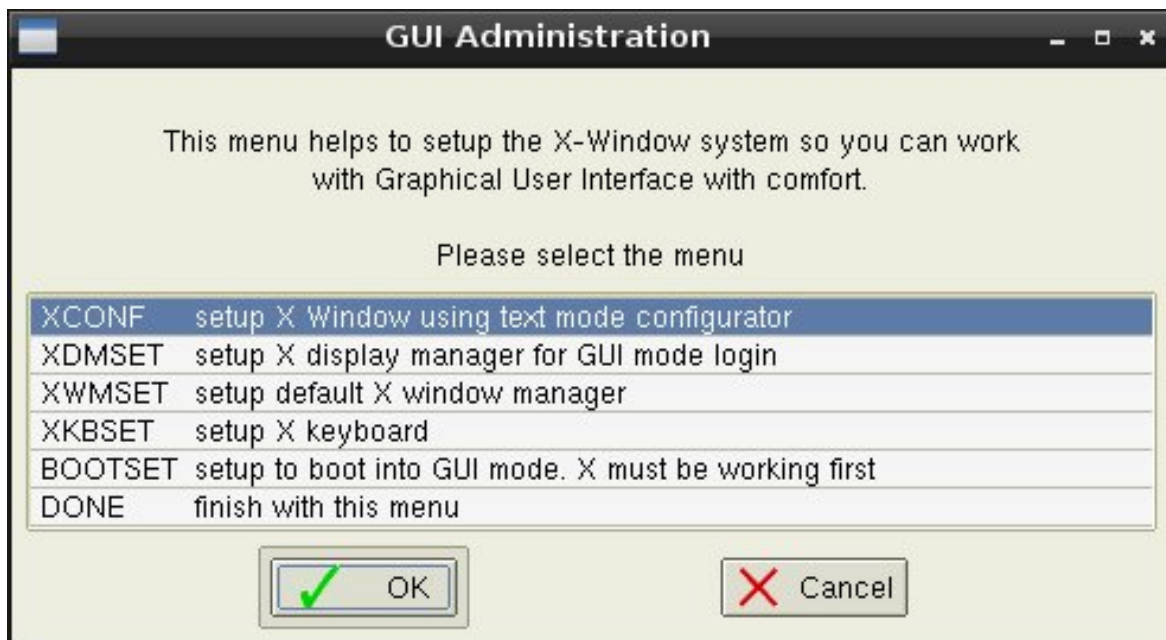 GUI Administration
This menu helps to setup the X-Window system so you can work
with Graphical User Interface with comfort.
Please select the menu
XCONF setup X Window using text mode configurator
XDMSET setup X display manager for GUI mode login
XWMSET setup default X window manager
XKBSET setup X keyboard
BOOTSET setup to boot into GUI mode. X must be working first
DONE finish with this menu
OK Cancel